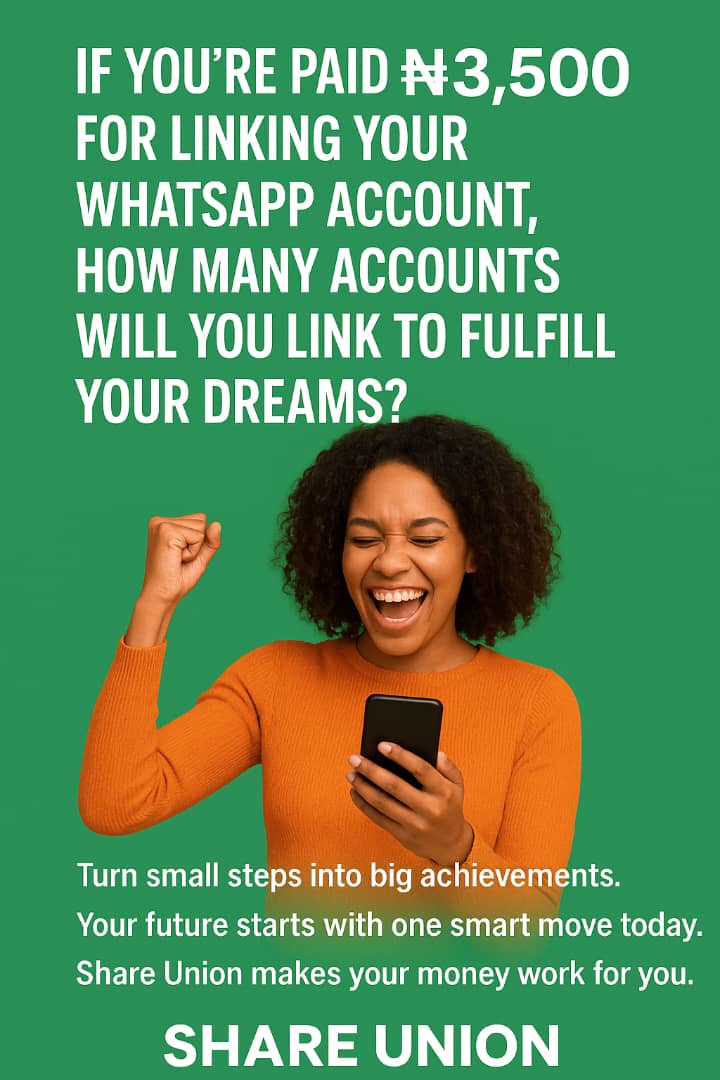 IF YOU'RE PAID ₦3,500
FOR LINKING YOUR
WHATSAPP ACCOUNT,
HOW MANY ACCOUNTS
WILL YOU LINK TO FULFILL
YOUR DREAMS?
Turn small steps into big achievements.
Your future starts with one smart move today.
Share Union makes your money work for you.
SHARE UNION